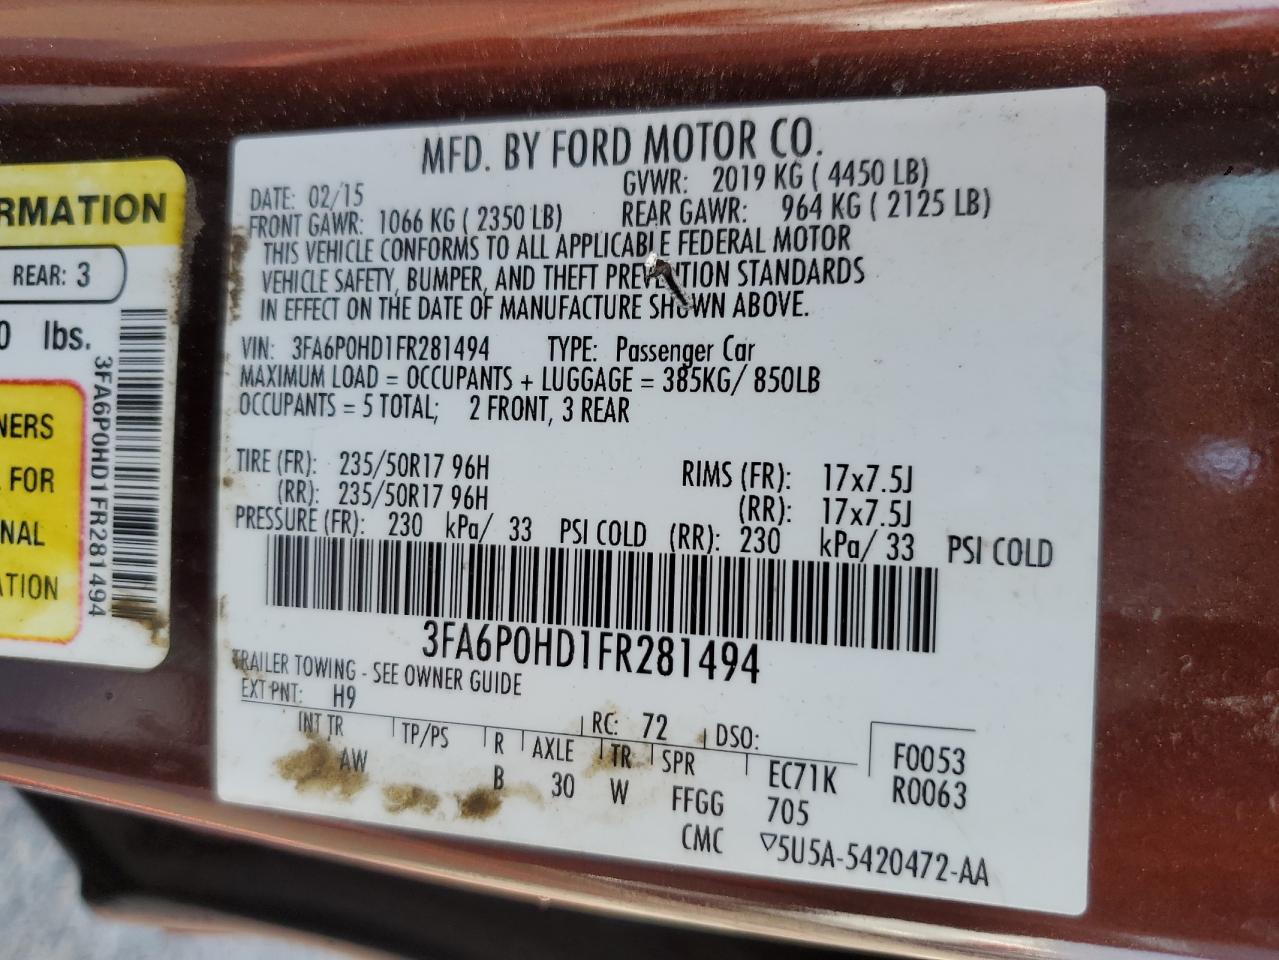 MFD. BY FORD MOTOR CO.
DATE: 02/15 GVWR: 2019 KG ( 4450 LB)
FRONT GAWR: 1066 KG ( 2350 LB) REAR GAWR: 964 KG ( 2125 LB)
THIS VEHICLE CONFORMS TO ALL APPLICABLE FEDERAL MOTOR
VEHICLE SAFETY, BUMPER, AND THEFT PREVENTION STANDARDS
IN EFFECT ON THE DATE OF MANUFACTURE SHOWN ABOVE.
VIN: 3FA6P0HD1FR281494 TYPE: Passenger Car
MAXIMUM LOAD = OCCUPANTS + LUGGAGE = 385KG/ 850LB
OCCUPANTS = 5 TOTAL; 2 FRONT, 3 REAR
TIRE (FR): 235/50R17 96H RIMS (FR): 17x7.5J
(RR): 235/50R17 96H (RR): 17x7.5J
PRESSURE (FR): 230 kPa/ 33 PSI COLD (RR): 230 kPa/ 33 PSI COLD
3FA6P0HD1FR281494
TRAILER TOWING - SEE OWNER GUIDE
EXT PNT: H9 RC: 72 DSO:
INT TR TP/PS R AXLE TR SPR EC71K F0053
AW B 30 W FFGG 705 R0063
CMC ▽5U5A-5420472-AA
RMATION
REAR: 3
0 lbs.
3FA6P0HD1FR281494
NERS
FOR
NAL
ATION